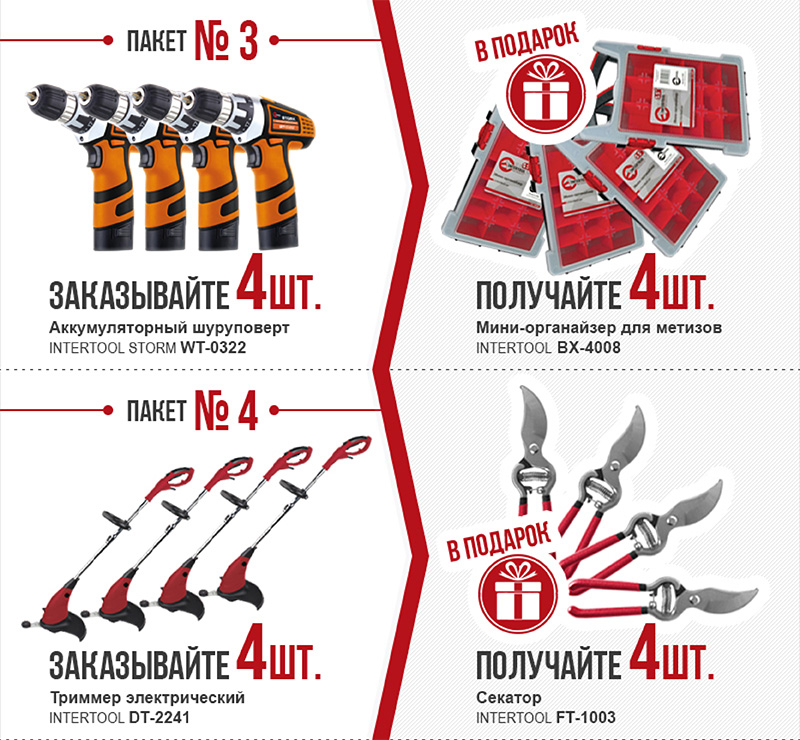 ПАКЕТ № 3
В ПОДАРОК
ЗАКАЗЫВАЙТЕ 4ШТ.
Аккумуляторный шуруповерт
INTERTOOL STORM WT-0322
ПОЛУЧАЙТЕ 4ШТ.
Мини-органайзер для метизов
INTERTOOL BX-4008
ПАКЕТ № 4
В ПОДАРОК
ЗАКАЗЫВАЙТЕ 4ШТ.
Триммер электрический
INTERTOOL DT-2241
ПОЛУЧАЙТЕ 4ШТ.
Секатор
INTERTOOL FT-1003